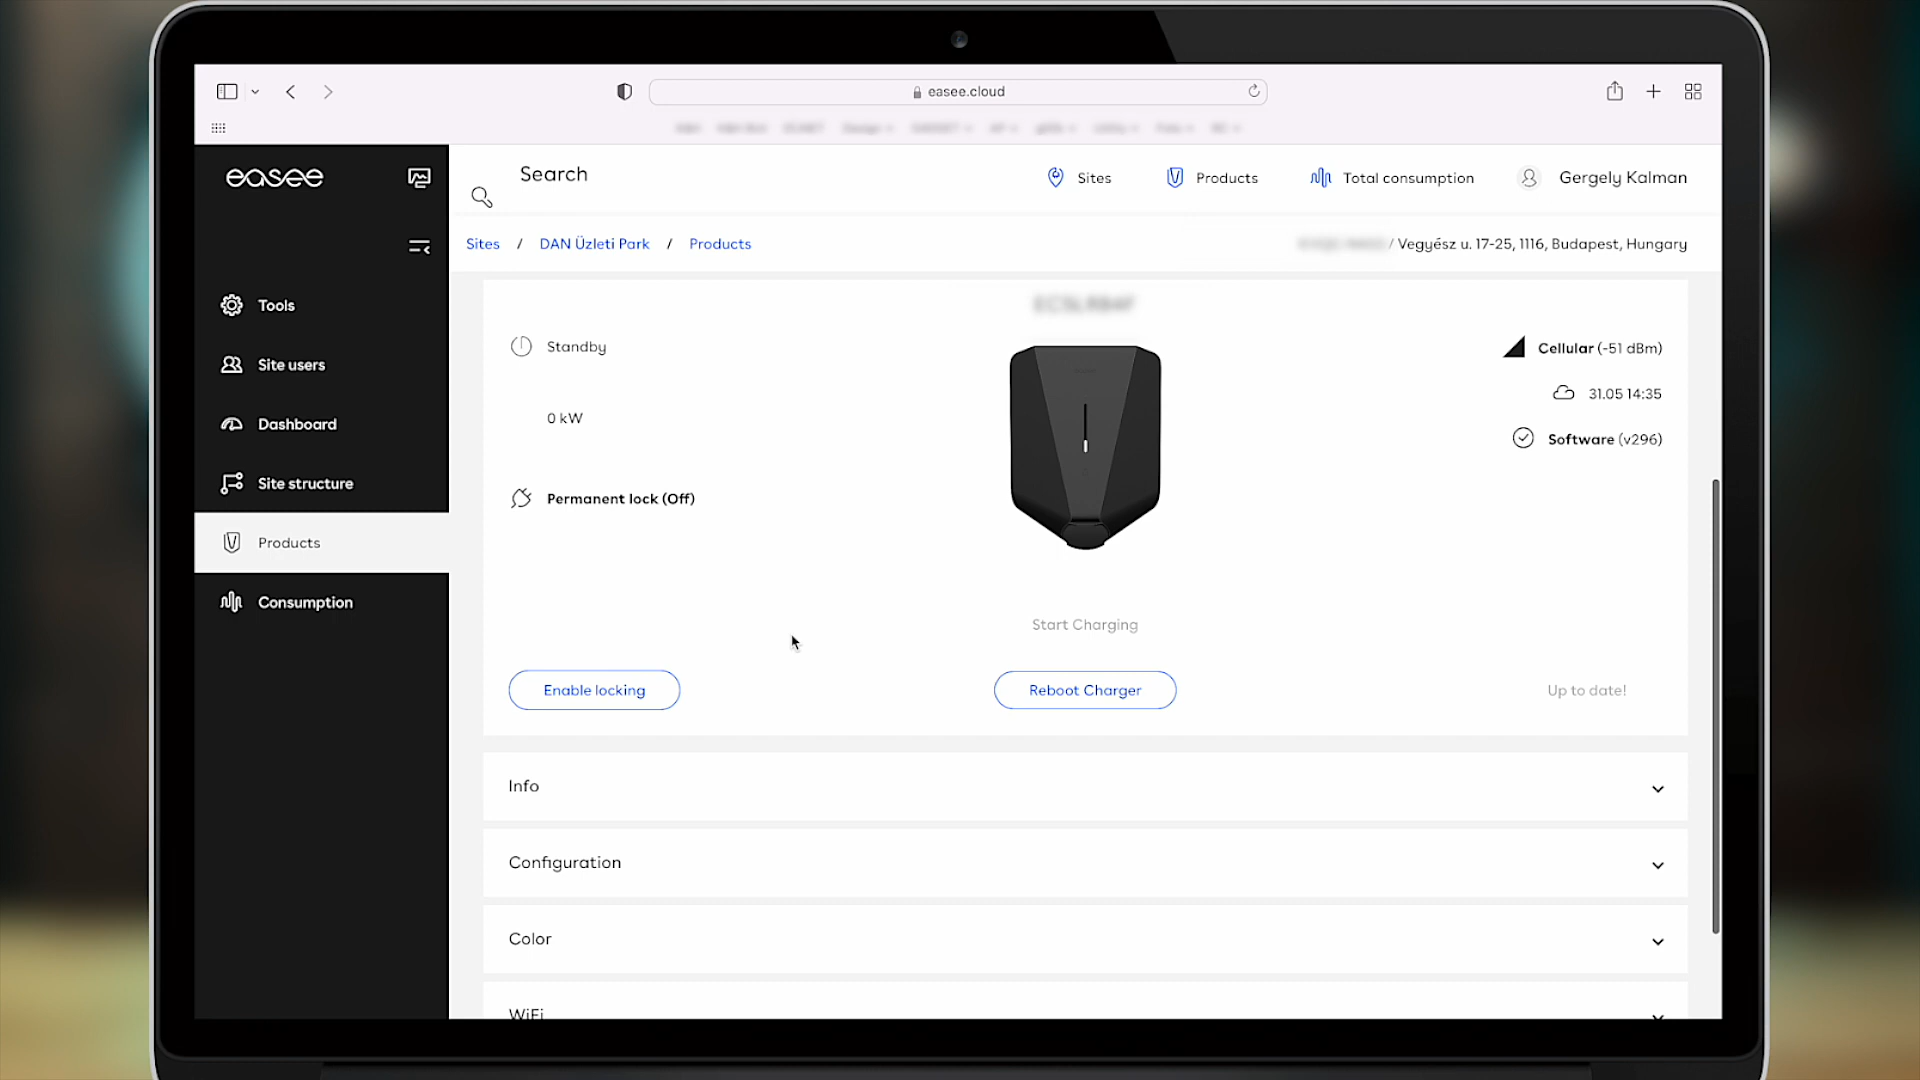 easee.cloud
easee
Search
Sites
Products
Total consumption
Gergely Kalman
Sites / DAN Üzleti Park / Products
/ Vegyész u. 17-25, 1116, Budapest, Hungary
Tools
Site users
Dashboard
Site structure
Products
Consumption
Standby
0 kW
Permanent lock (Off)
Cellular (-51 dBm)
31.05 14:35
Software (v296)
Start Charging
Enable locking
Reboot Charger
Up to date!
Info
Configuration
Color
WiFi